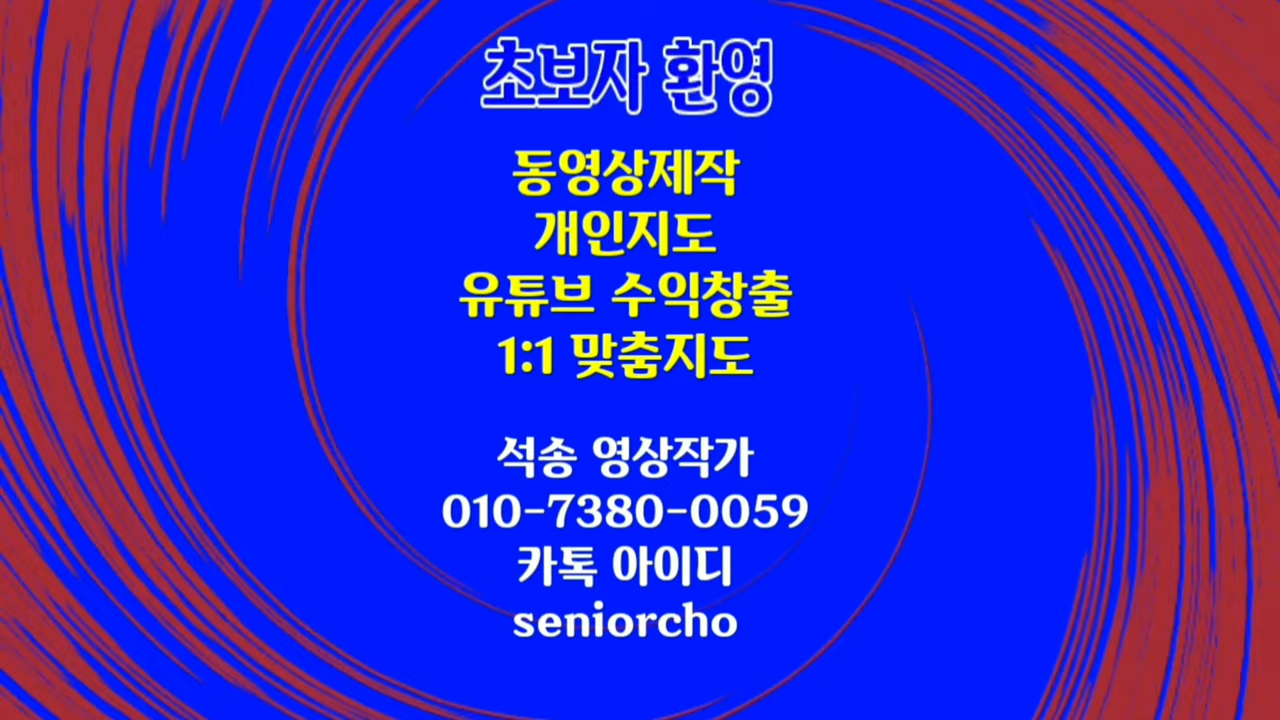 초보자 환영
동영상제작
개인지도
유튜브 수익창출
1:1 맞춤지도
석송 영상작가
010-7380-0059
카톡 아이디
seniorcho